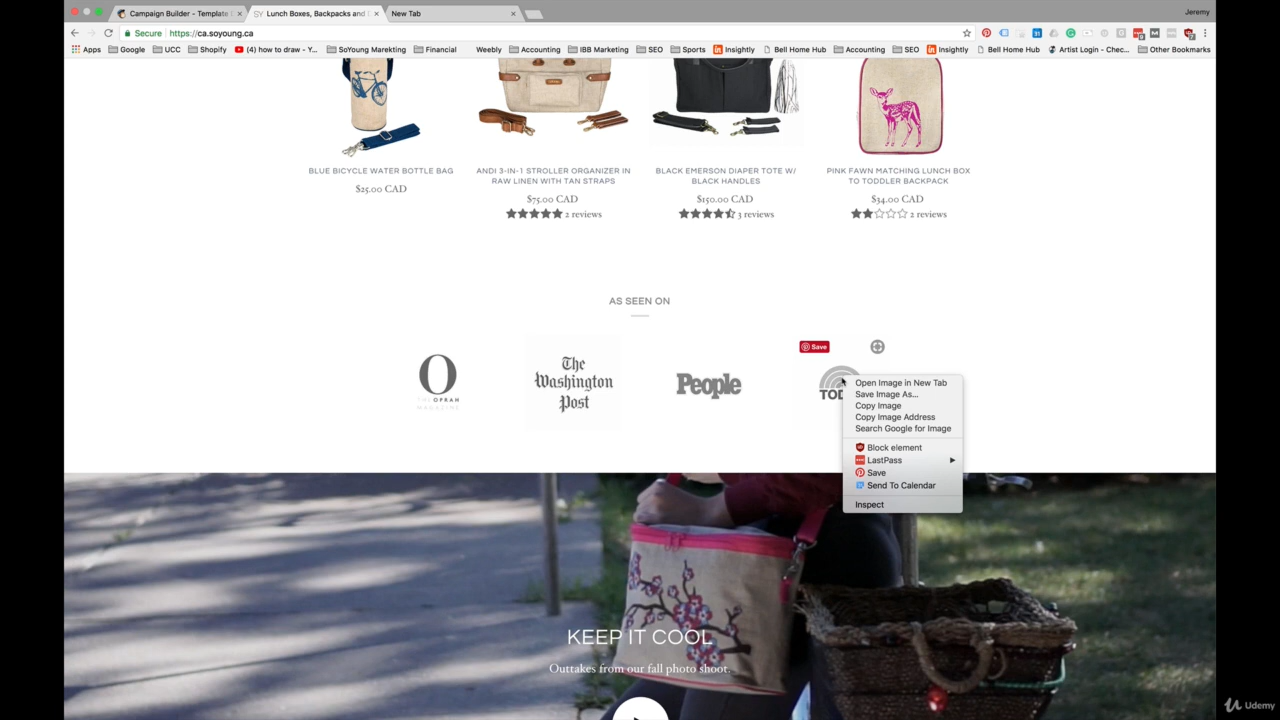 Campaign Builder - Template
SY Lunch Boxes, Backpacks and
New Tab
Jeremy
Secure https://ca.soyoung.ca
Apps Google UCC Shopify (4) how to draw - Y... SoYoung Marekting Financial Weebly Accounting IBB Marketing SEO Sports Insightly Bell Home Hub Accounting SEO Insightly Bell Home Hub Artist Login - Chec... Other Bookmarks
BLUE BICYCLE WATER BOTTLE BAG
$25.00 CAD
ANDI 3-IN-1 STROLLER ORGANIZER IN
RAW LINEN WITH TAN STRAPS
$75.00 CAD
2 reviews
BLACK EMERSON DIAPER TOTE W/
BLACK HANDLES
$150.00 CAD
3 reviews
PINK FAWN MATCHING LUNCH BOX
TO TODDLER BACKPACK
$34.00 CAD
2 reviews
AS SEEN ON
O
THE OPRAH
MAGAZINE
The
Washington
Post
People
Save
TOD
Open Image in New Tab
Save Image As...
Copy Image
Copy Image Address
Search Google for Image
Block element
LastPass
Save
Send To Calendar
Inspect
KEEP IT COOL
Outtakes from our fall photo shoot.
Udemy